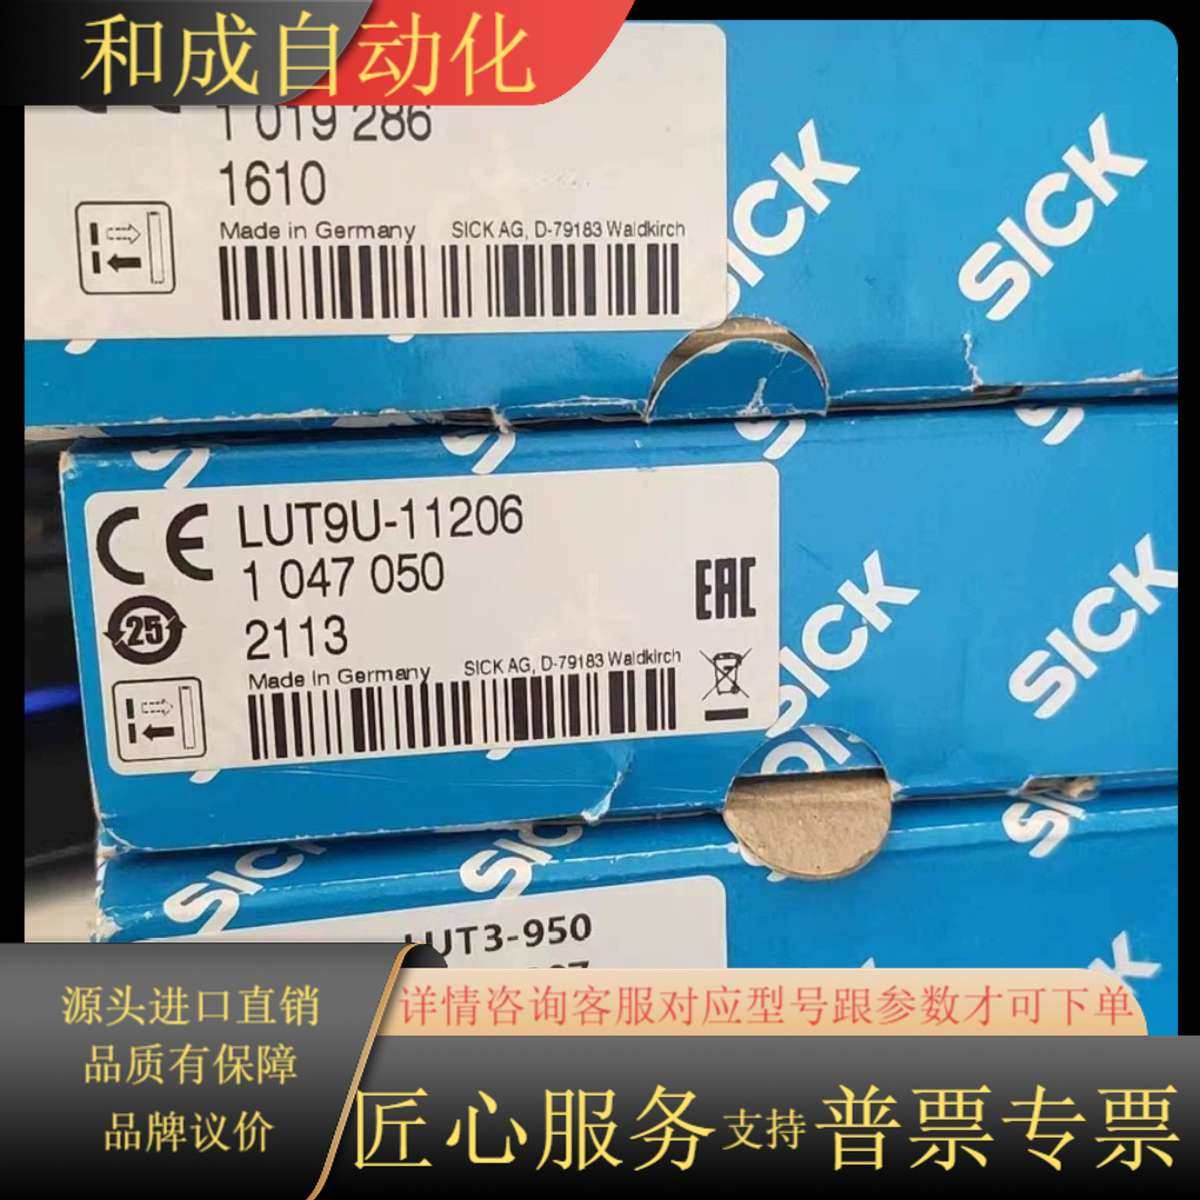 和成自动化
1 019 286
1610
Made in Germany SICK AG, D-79183 Waldkirch
SICK
SICK
CE LUT9U-11206
1 047 050
EAC
25
2113
Made in Germany SICK AG, D-79183 Waldkirch
SICK
SICK
SICK
SICK
LUT3-950
源头进口直销
品质有保障
品牌议价
详情咨询客服对应型号跟参数才可下单
匠心服务支持普票专票